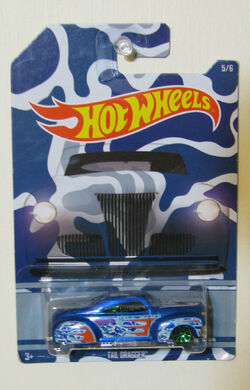 5/6
HOT WHEELS
3+
TAIL DRAGGER